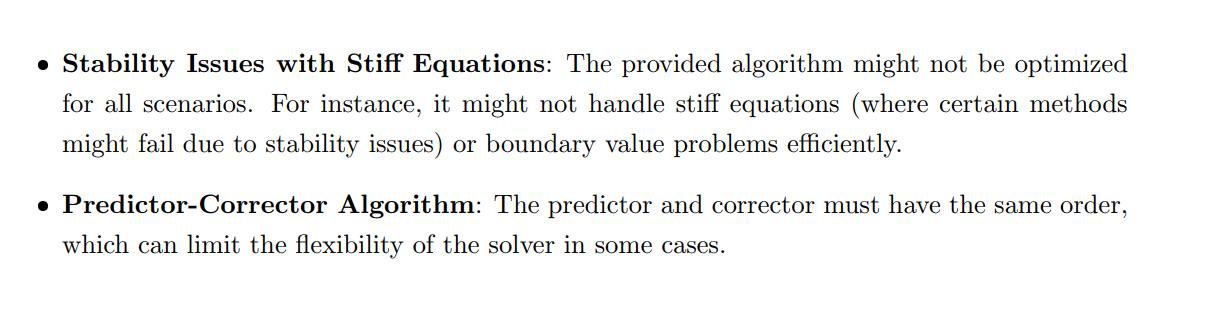 • Stability Issues with Stiff Equations: The provided algorithm might not be optimized
for all scenarios. For instance, it might not handle stiff equations (where certain methods
might fail due to stability issues) or boundary value problems efficiently.
• Predictor-Corrector Algorithm: The predictor and corrector must have the same order,
which can limit the flexibility of the solver in some cases.